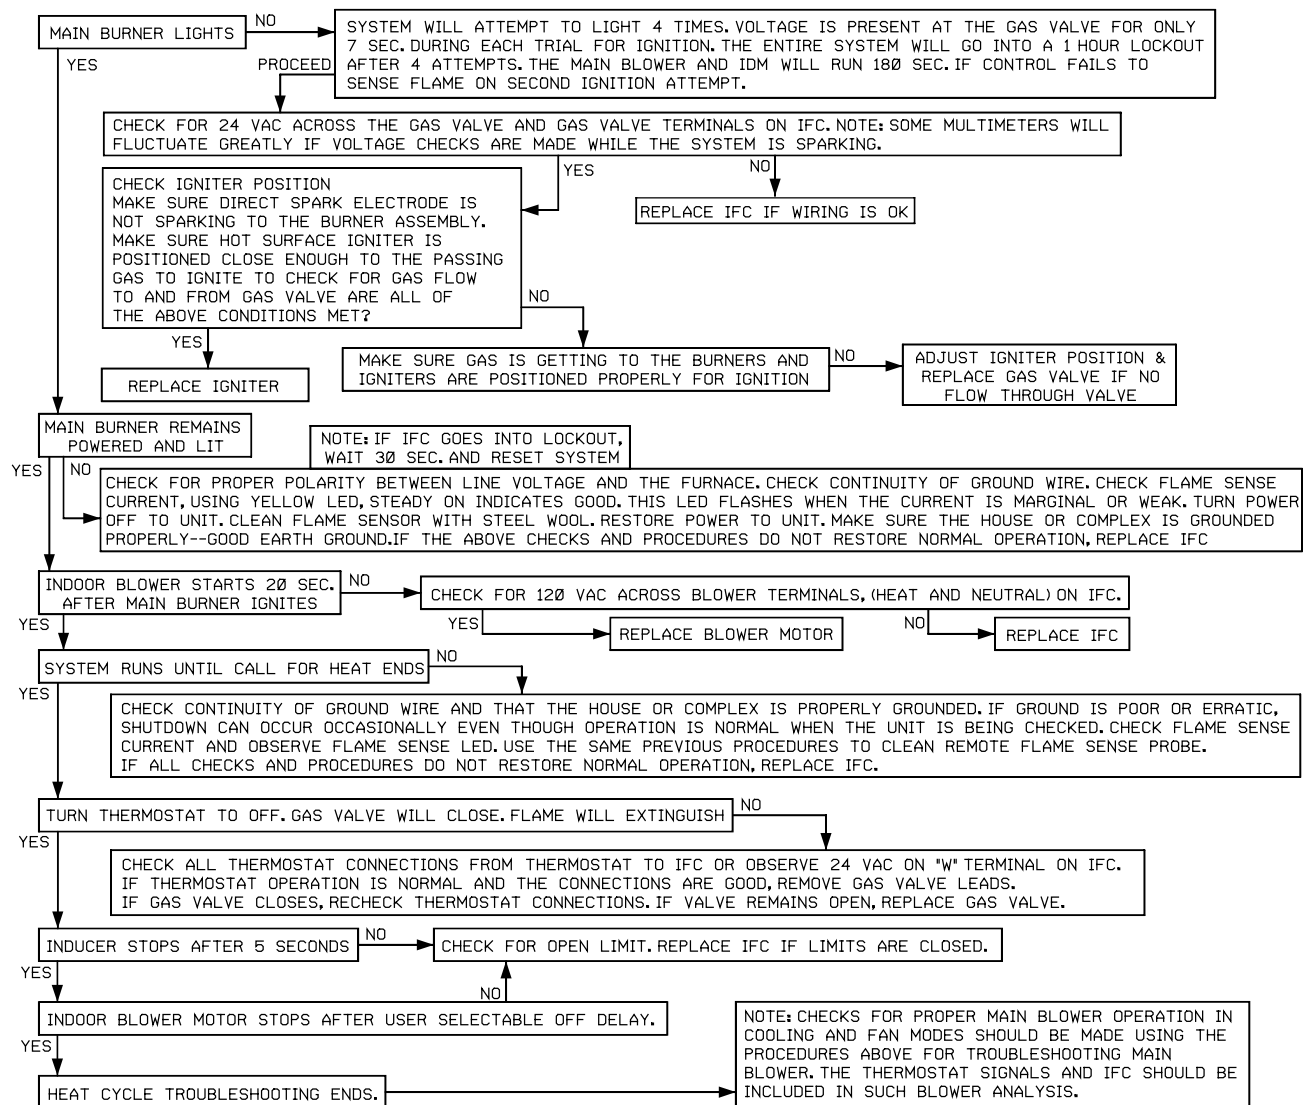 MAIN BURNER LIGHTS
NO
SYSTEM WILL ATTEMPT TO LIGHT 4 TIMES. VOLTAGE IS PRESENT AT THE GAS VALVE FOR ONLY
7 SEC. DURING EACH TRIAL FOR IGNITION. THE ENTIRE SYSTEM WILL GO INTO A 1 HOUR LOCKOUT
AFTER 4 ATTEMPTS. THE MAIN BLOWER AND IDM WILL RUN 180 SEC. IF CONTROL FAILS TO
SENSE FLAME ON SECOND IGNITION ATTEMPT.
YES
PROCEED
CHECK FOR 24 VAC ACROSS THE GAS VALVE AND GAS VALVE TERMINALS ON IFC. NOTE: SOME MULTIMETERS WILL
FLUCTUATE GREATLY IF VOLTAGE CHECKS ARE MADE WHILE THE SYSTEM IS SPARKING.
YES
NO
CHECK IGNITER POSITION
MAKE SURE DIRECT SPARK ELECTRODE IS
NOT SPARKING TO THE BURNER ASSEMBLY.
MAKE SURE HOT SURFACE IGNITER IS
POSITIONED CLOSE ENOUGH TO THE PASSING
GAS TO IGNITE TO CHECK FOR GAS FLOW
TO AND FROM GAS VALVE ARE ALL OF
THE ABOVE CONDITIONS MET?
REPLACE IFC IF WIRING IS OK
NO
YES
REPLACE IGNITER
MAKE SURE GAS IS GETTING TO THE BURNERS AND
IGNITERS ARE POSITIONED PROPERLY FOR IGNITION
NO
ADJUST IGNITER POSITION &
REPLACE GAS VALVE IF NO
FLOW THROUGH VALVE
MAIN BURNER REMAINS
POWERED AND LIT
NOTE: IF IFC GOES INTO LOCKOUT,
WAIT 30 SEC. AND RESET SYSTEM
YES
NO
CHECK FOR PROPER POLARITY BETWEEN LINE VOLTAGE AND THE FURNACE. CHECK CONTINUITY OF GROUND WIRE. CHECK FLAME SENSE
CURRENT, USING YELLOW LED, STEADY ON INDICATES GOOD. THIS LED FLASHES WHEN THE CURRENT IS MARGINAL OR WEAK. TURN POWER
OFF TO UNIT. CLEAN FLAME SENSOR WITH STEEL WOOL. RESTORE POWER TO UNIT. MAKE SURE THE HOUSE OR COMPLEX IS GROUNDED
PROPERLY--GOOD EARTH GROUND.IF THE ABOVE CHECKS AND PROCEDURES DO NOT RESTORE NORMAL OPERATION, REPLACE IFC
INDOOR BLOWER STARTS 20 SEC.
AFTER MAIN BURNER IGNITES
NO
CHECK FOR 120 VAC ACROSS BLOWER TERMINALS, (HEAT AND NEUTRAL) ON IFC.
YES
YES
REPLACE BLOWER MOTOR
NO
REPLACE IFC
SYSTEM RUNS UNTIL CALL FOR HEAT ENDS
NO
YES
CHECK CONTINUITY OF GROUND WIRE AND THAT THE HOUSE OR COMPLEX IS PROPERLY GROUNDED. IF GROUND IS POOR OR ERRATIC,
SHUTDOWN CAN OCCUR OCCASIONALLY EVEN THOUGH OPERATION IS NORMAL WHEN THE UNIT IS BEING CHECKED. CHECK FLAME SENSE
CURRENT AND OBSERVE FLAME SENSE LED. USE THE SAME PREVIOUS PROCEDURES TO CLEAN REMOTE FLAME SENSE PROBE.
IF ALL CHECKS AND PROCEDURES DO NOT RESTORE NORMAL OPERATION, REPLACE IFC.
TURN THERMOSTAT TO OFF. GAS VALVE WILL CLOSE. FLAME WILL EXTINGUISH
NO
YES
CHECK ALL THERMOSTAT CONNECTIONS FROM THERMOSTAT TO IFC OR OBSERVE 24 VAC ON "W" TERMINAL ON IFC.
IF THERMOSTAT OPERATION IS NORMAL AND THE CONNECTIONS ARE GOOD, REMOVE GAS VALVE LEADS.
IF GAS VALVE CLOSES, RECHECK THERMOSTAT CONNECTIONS. IF VALVE REMAINS OPEN, REPLACE GAS VALVE.
INDUCER STOPS AFTER 5 SECONDS
NO
CHECK FOR OPEN LIMIT. REPLACE IFC IF LIMITS ARE CLOSED.
YES
NO
INDOOR BLOWER MOTOR STOPS AFTER USER SELECTABLE OFF DELAY.
YES
HEAT CYCLE TROUBLESHOOTING ENDS.
NOTE: CHECKS FOR PROPER MAIN BLOWER OPERATION IN
COOLING AND FAN MODES SHOULD BE MADE USING THE
PROCEDURES ABOVE FOR TROUBLESHOOTING MAIN
BLOWER. THE THERMOSTAT SIGNALS AND IFC SHOULD BE
INCLUDED IN SUCH BLOWER ANALYSIS.